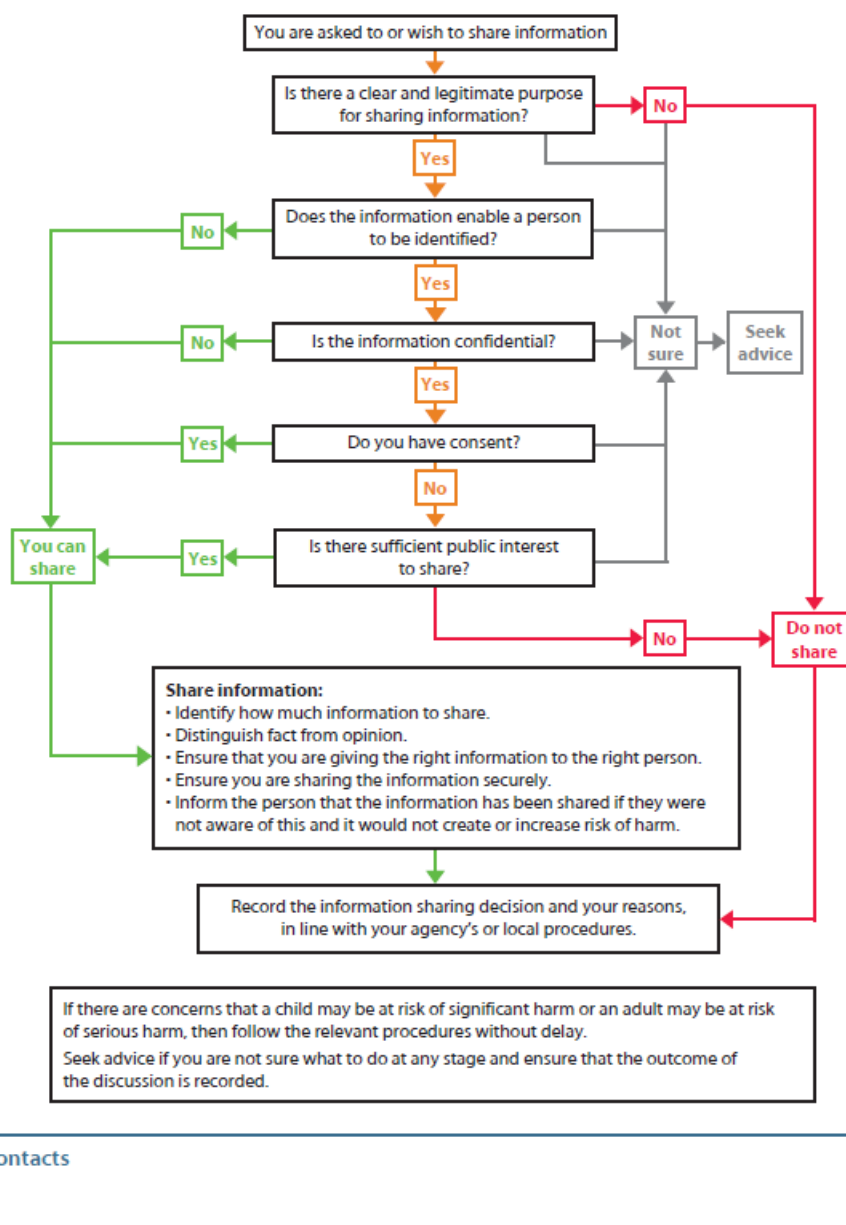 You are asked to or wish to share information
Is there a clear and legitimate purpose
for sharing information?
No
Yes
Does the information enable a person
to be identified?
No
Yes
Is the information confidential?
No
Not
sure
Seek
advice
Yes
Do you have consent?
Yes
No
Is there sufficient public interest
to share?
Yes
You can
share
No
Do not
share
Share information:
• Identify how much information to share.
• Distinguish fact from opinion.
• Ensure that you are giving the right information to the right person.
• Ensure you are sharing the information securely.
• Inform the person that the information has been shared if they were
not aware of this and it would not create or increase risk of harm.
Record the information sharing decision and your reasons,
in line with your agency's or local procedures.
If there are concerns that a child may be at risk of significant harm or an adult may be at risk
of serious harm, then follow the relevant procedures without delay.
Seek advice if you are not sure what to do at any stage and ensure that the outcome of
the discussion is recorded.
ontacts